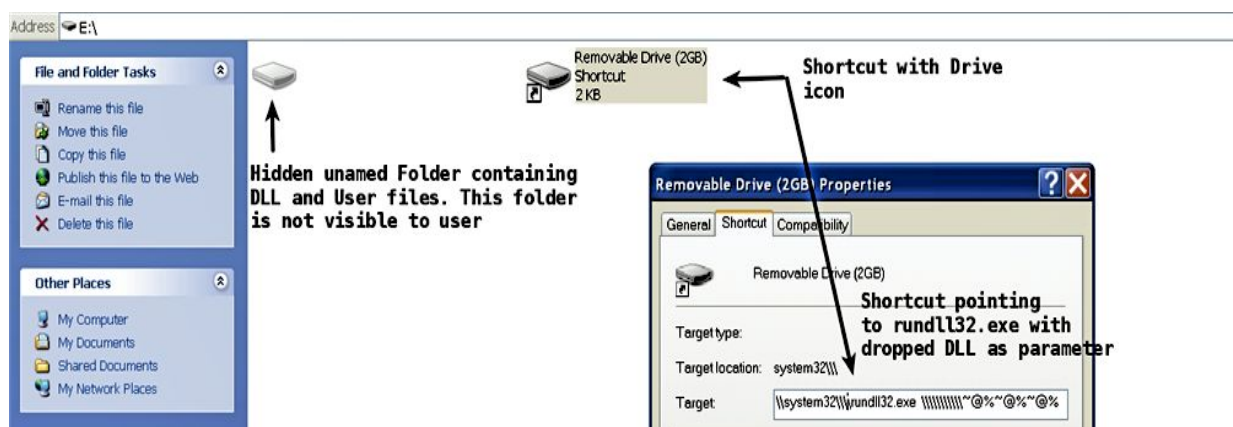 Address E:\
File and Folder Tasks
Rename this file
Move this file
Copy this file
Publish this file to the Web
E-mail this file
Delete this file
Other Places
My Computer
My Documents
Shared Documents
My Network Places
Hidden unamed Folder containing
DLL and User files. This folder
is not visible to user
Removable Drive (2GB)
Shortcut
2 KB
Shortcut with Drive
icon
Removable Drive (2GB) Properties
General Shortcut Compatibility
Removable Drive (2GB)
Shortcut pointing
to rundll32.exe with
dropped DLL as parameter
Target type:
Target location: system32\\\
Target: \\system32\\\rundll32.exe \\\\\\\\\\\~@%~@%~@%